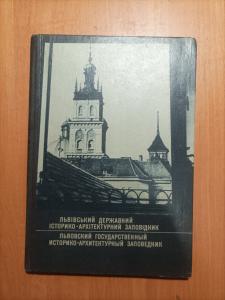 ЛЬВІВСЬКИЙ ДЕРЖАВНИЙ
ІСТОРИКО-АРХІТЕКТУРНИЙ ЗАПОВІДНИК
ЛЬВОВСКИЙ ГОСУДАРСТВЕННЫЙ
ИСТОРИКО-АРХИТЕКТУРНЫЙ ЗАПОВЕДНИК